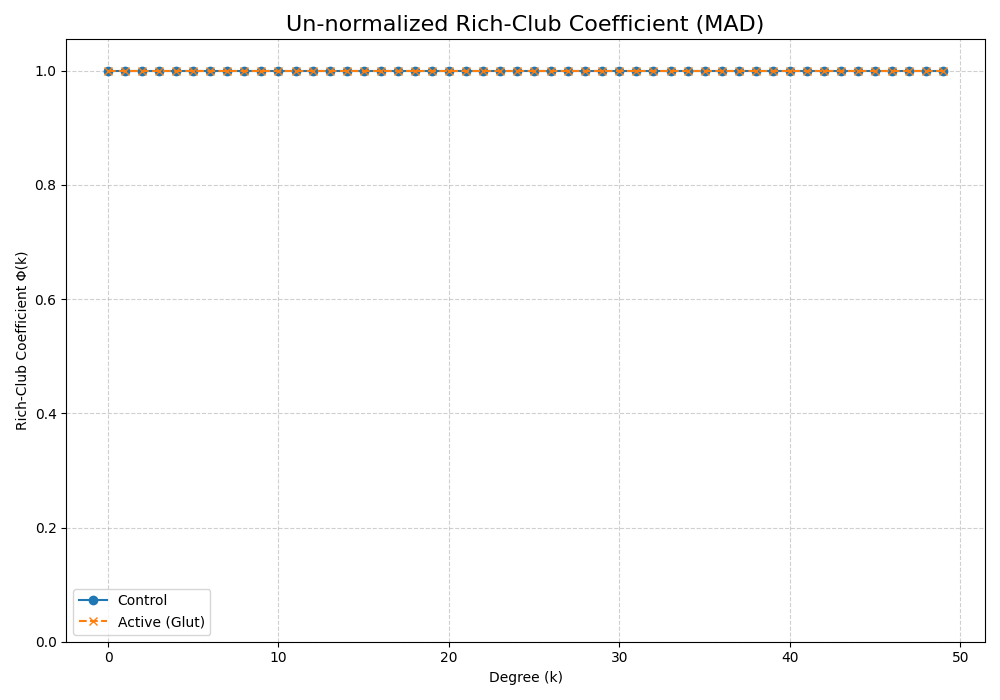 Un-normalized Rich-Club Coefficient (MAD)
Rich-Club Coefficient Φ(k)
1.0
0.8
0.6
0.4
0.2
0.0
Control
Active (Glut)
0 10 20 30 40 50
Degree (k)